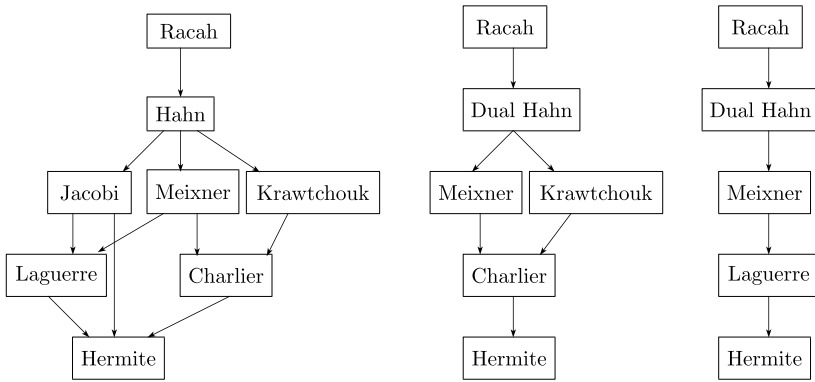 Racah
Hahn
Jacobi
Meixner
Krawtchouk
Laguerre
Charlier
Hermite
Racah
Dual Hahn
Meixner
Krawtchouk
Charlier
Hermite
Racah
Dual Hahn
Meixner
Laguerre
Hermite